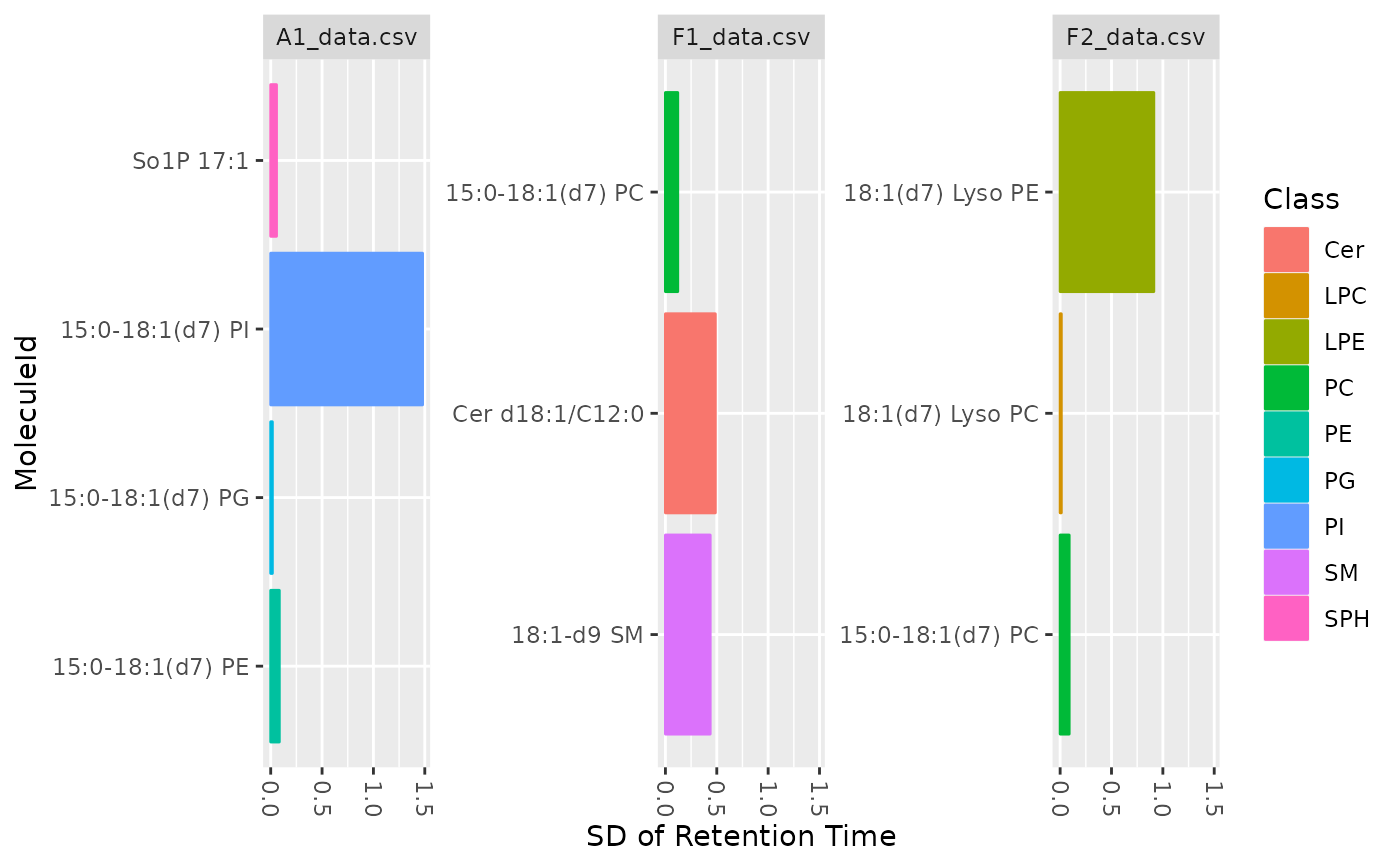 A1_data.csv
F1_data.csv
F2_data.csv
MoleculeId
So1P 17:1
15:0-18:1(d7) PI
15:0-18:1(d7) PG
15:0-18:1(d7) PE
15:0-18:1(d7) PC
Cer d18:1/C12:0
18:1-d9 SM
18:1(d7) Lyso PE
18:1(d7) Lyso PC
15:0-18:1(d7) PC
0.0
0.5
1.0
1.5
0.0
0.5
1.0
1.5
0.0
0.5
1.0
1.5
SD of Retention Time
Class
Cer
LPC
LPE
PC
PE
PG
PI
SM
SPH